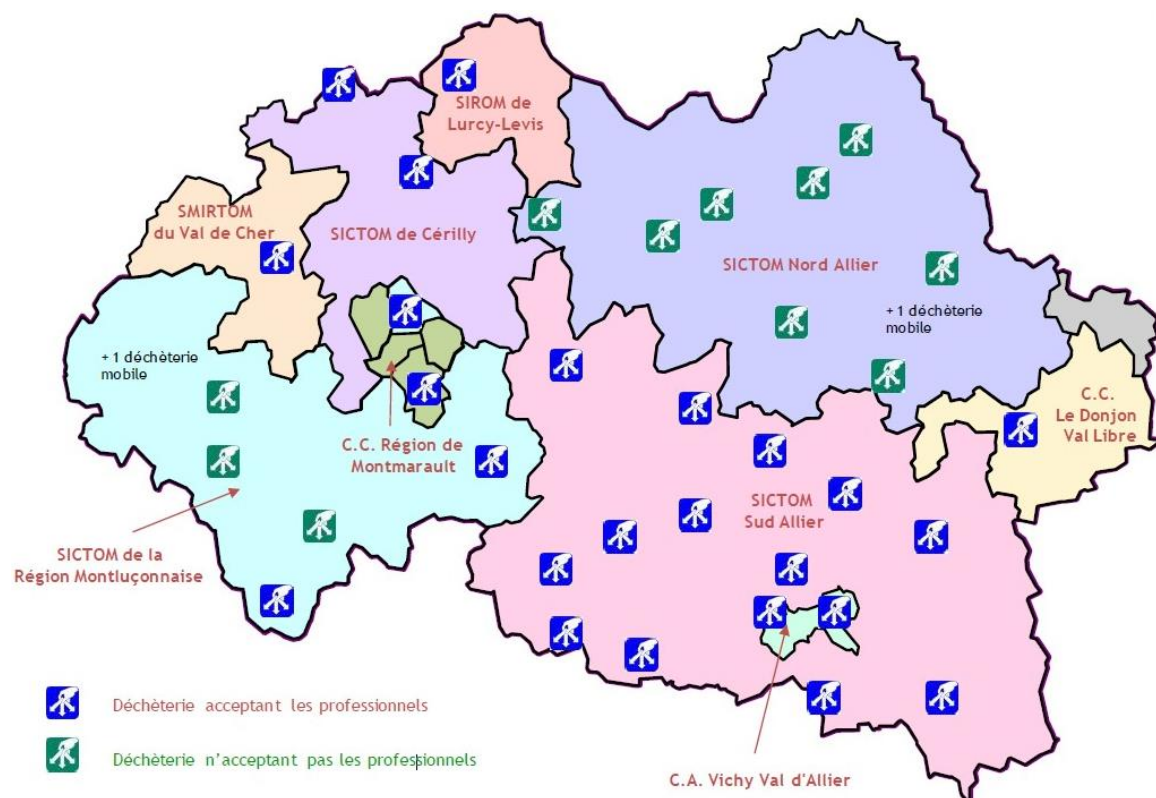 SIROM de
Lurcy-Levis
SMIRTOM
du Val de Cher
SICTOM de Cérilly
SICTOM Nord Allier
+ 1 déchèterie
mobile
+ 1 déchèterie
mobile
C.C.
Le Donjon
Val Libre
C.C. Région de
Montmarault
SICTOM
Sud Allier
SICTOM de la
Région Montluçonnaise
Déchèterie acceptant les professionnels
Déchèterie n'acceptant pas les professionnels
C.A. Vichy Val d'Allier